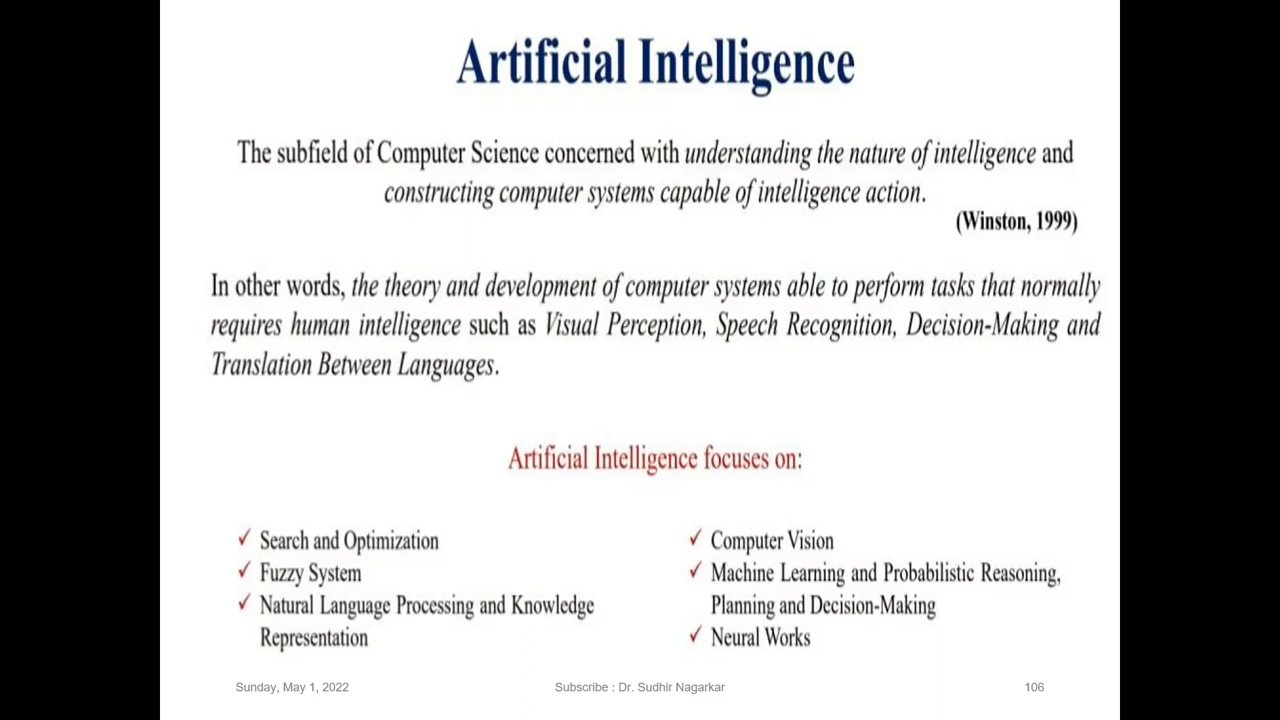 Artificial Intelligence
The subfield of Computer Science concerned with understanding the nature of intelligence and
constructing computer systems capable of intelligence action.
(Winston, 1999)
In other words, the theory and development of computer systems able to perform tasks that normally
requires human intelligence such as Visual Perception, Speech Recognition, Decision-Making and
Translation Between Languages.
Artificial Intelligence focuses on:
✓ Search and Optimization
✓ Fuzzy System
✓ Natural Language Processing and Knowledge
Representation
✓ Computer Vision
✓ Machine Learning and Probabilistic Reasoning,
Planning and Decision-Making
✓ Neural Works
Sunday, May 1, 2022
Subscribe : Dr. Sudhir Nagarkar
106